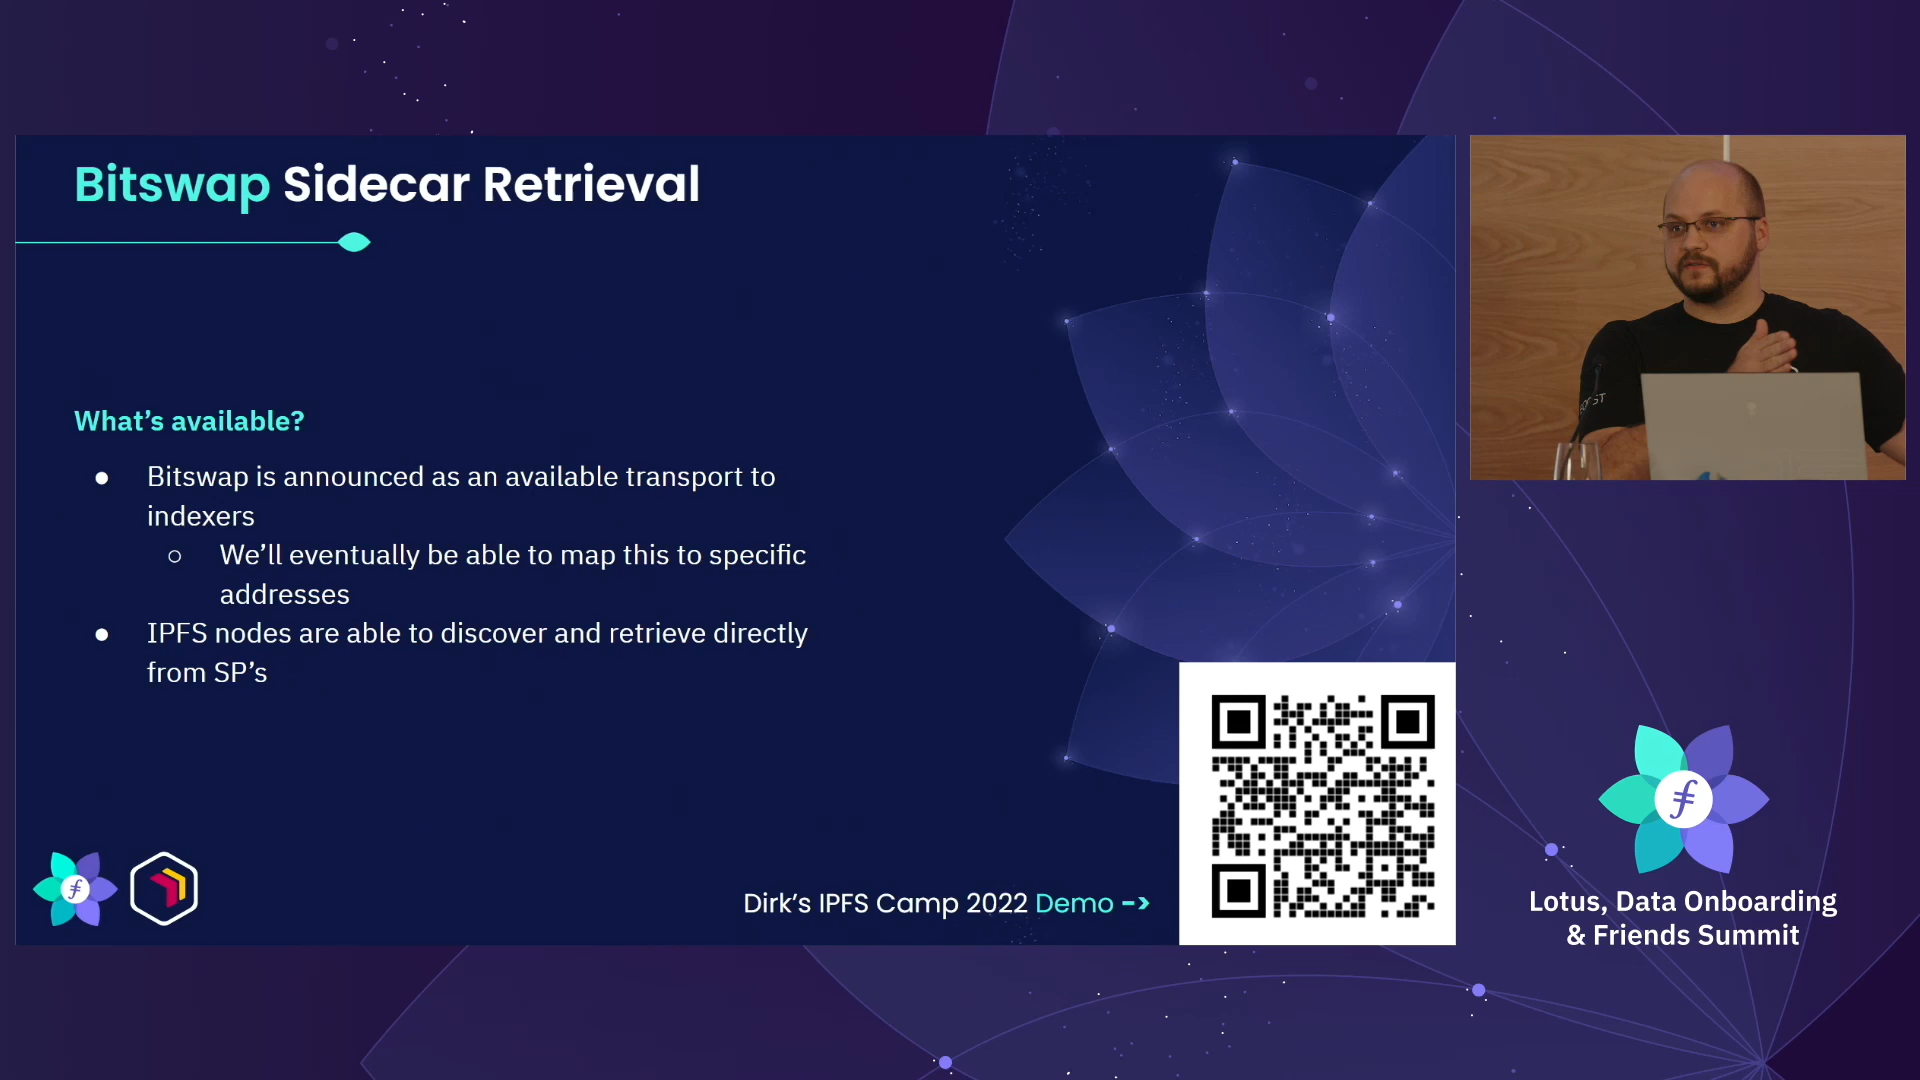 Bitswap Sidecar Retrieval
What's available?
● Bitswap is announced as an available transport to
indexers
○ We'll eventually be able to map this to specific
addresses
● IPFS nodes are able to discover and retrieve directly
from SP's
Dirk's IPFS Camp 2022 Demo ->
Lotus, Data Onboarding
& Friends Summit